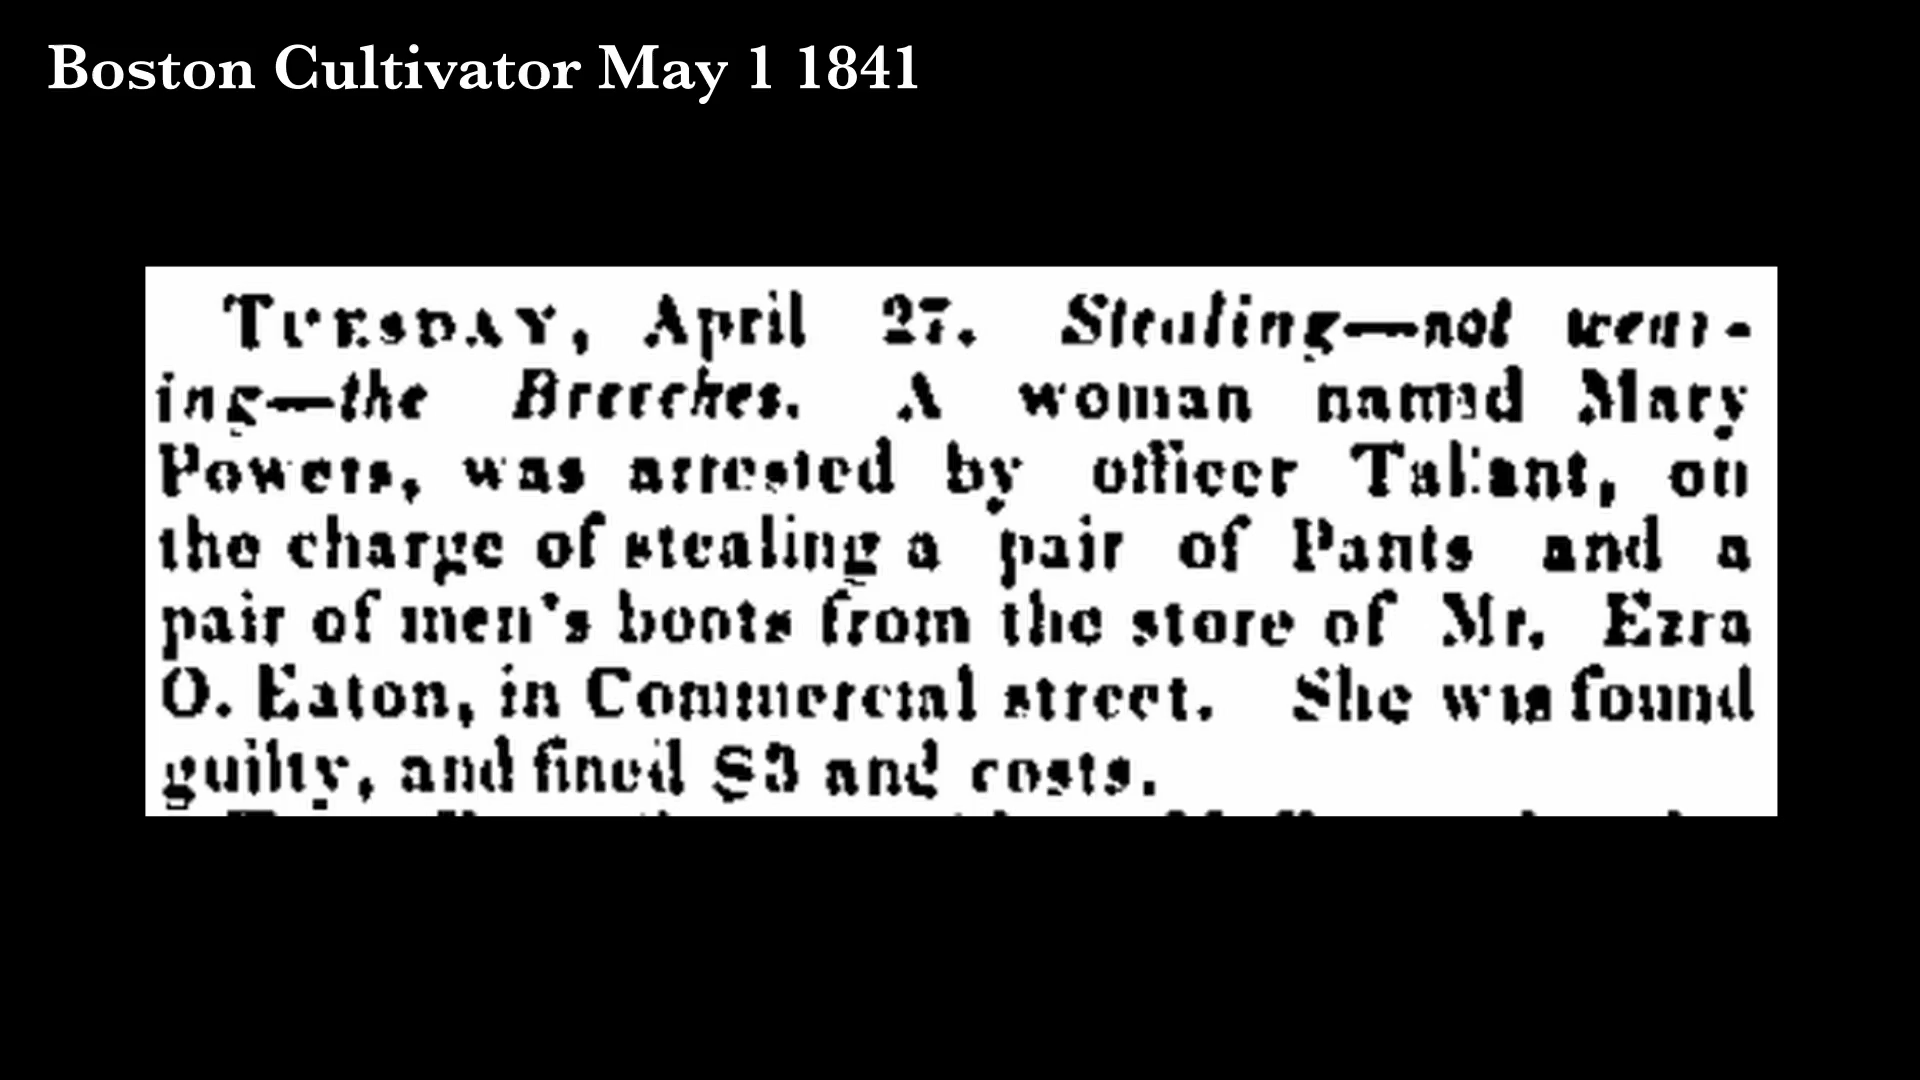 Boston Cultivator May 1 1841
TUESDAY, April 27. Stealing—not wear-
ing—the Breeches. A woman named Mary
Powers, was arrested by officer Tallant, on
the charge of stealing a pair of Pants and a
pair of men's boots from the store of Mr. Ezra
O. Eaton, in Commercial street. She was found
guilty, and fined $3 and costs.